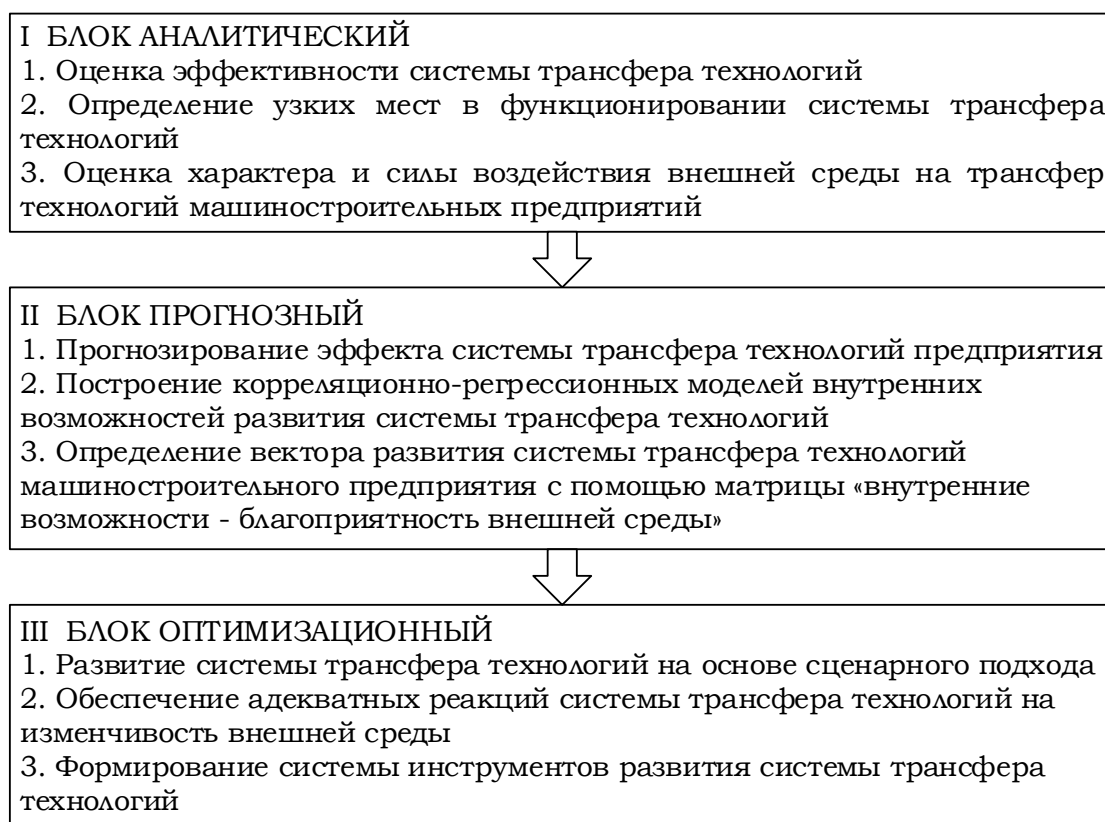 I БЛОК АНАЛИТИЧЕСКИЙ
1. Оценка эффективности системы трансфера технологий
2. Определение узких мест в функционировании системы трансфера
технологий
3. Оценка характера и силы воздействия внешней среды на трансфер
технологий машиностроительных предприятий
II БЛОК ПРОГНОЗНЫЙ
1. Прогнозирование эффекта системы трансфера технологий предприятия
2. Построение корреляционно-регрессионных моделей внутренних
возможностей развития системы трансфера технологий
3. Определение вектора развития системы трансфера технологий
машиностроительного предприятия с помощью матрицы «внутренние
возможности - благоприятность внешней среды»
III БЛОК ОПТИМИЗАЦИОННЫЙ
1. Развитие системы трансфера технологий на основе сценарного подхода
2. Обеспечение адекватных реакций системы трансфера технологий на
изменчивость внешней среды
3. Формирование системы инструментов развития системы трансфера
технологий